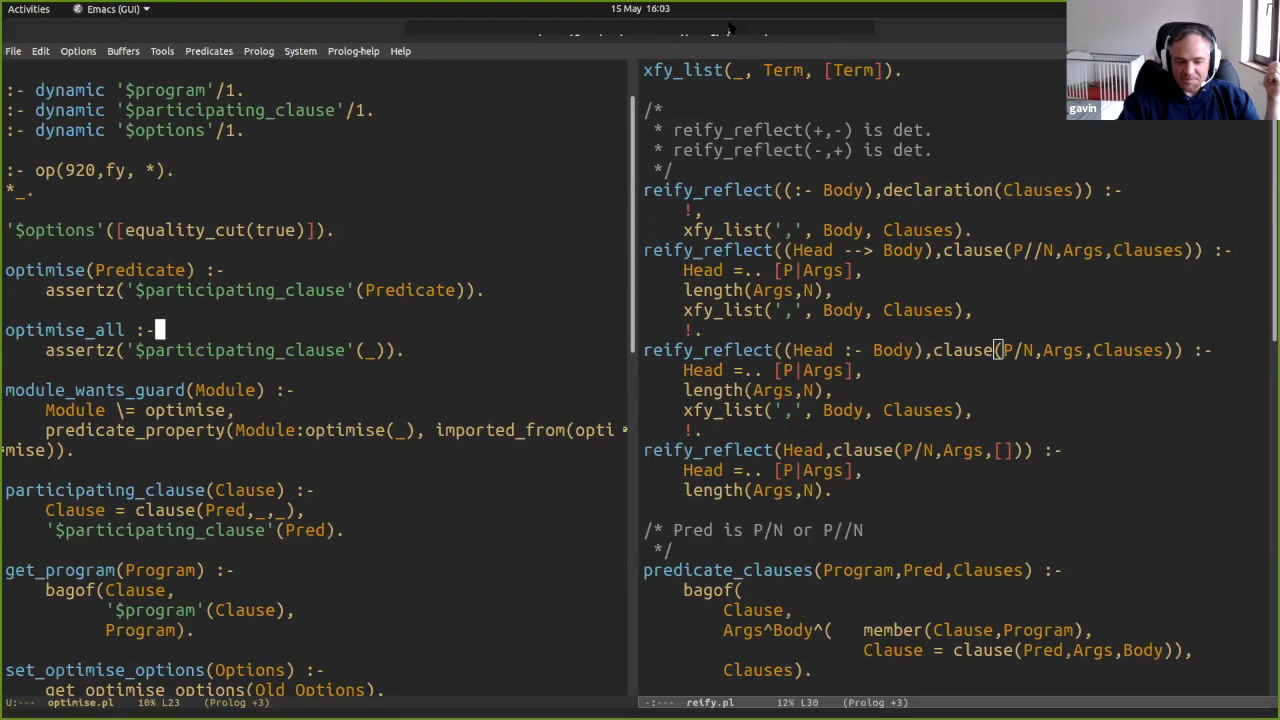 Activities
Emacs (GUI)
15 May 16:03
File Edit Options Buffers Tools Predicates Prolog System Prolog-help Help
gavin
:- dynamic '$program'/1.
:- dynamic '$participating_clause'/1.
:- dynamic '$options'/1.
:- op(920,fy, *).
*_.
'$options'([equality_cut(true)]).
optimise(Predicate) :-
    assertz('$participating_clause'(Predicate)).
optimise_all :-
    assertz('$participating_clause'(_)).
module_wants_guard(Module) :-
    Module \= optimise,
    predicate_property(Module:optimise(_), imported_from(opti
mise)).
participating_clause(Clause) :-
    Clause = clause(Pred,_,_),
    '$participating_clause'(Pred).
get_program(Program) :-
    bagof(Clause,
          '$program'(Clause),
          Program).
set_optimise_options(Options) :-
    get_optimise_options(Old_Options).
U:--- optimise.pl 10% L23 (Prolog +3)
xfy_list(_, Term, [Term]).
/*
 * reify_reflect(+,-) is det.
 * reify_reflect(-,+) is det.
 */
reify_reflect((:- Body),declaration(Clauses)) :-
    !,
    xfy_list(',', Body, Clauses).
reify_reflect((Head --> Body),clause(P//N,Args,Clauses)) :-
    Head =.. [P|Args],
    length(Args,N),
    xfy_list(',', Body, Clauses),
    !.
reify_reflect((Head :- Body),clause(P/N,Args,Clauses)) :-
    Head =.. [P|Args],
    length(Args,N),
    xfy_list(',', Body, Clauses),
    !.
reify_reflect(Head,clause(P/N,Args,[])) :-
    Head =.. [P|Args],
    length(Args,N).
/* Pred is P/N or P//N
 */
predicate_clauses(Program,Pred,Clauses) :-
    bagof(
        Clause,
        Args^Body^(   member(Clause,Program),
                      Clause = clause(Pred,Args,Body)),
        Clauses).
-:--- reify.pl 12% L30 (Prolog +3)